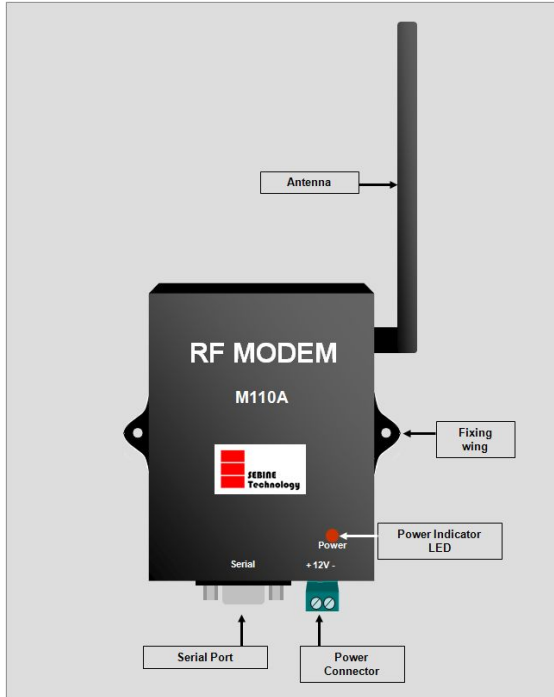 Antenna
RF MODEM
M110A
Fixing
wing
SEBINE
Technology
Power Indicator
LED
Power
Serial
+ 12V -
Serial Port
Power
Connector